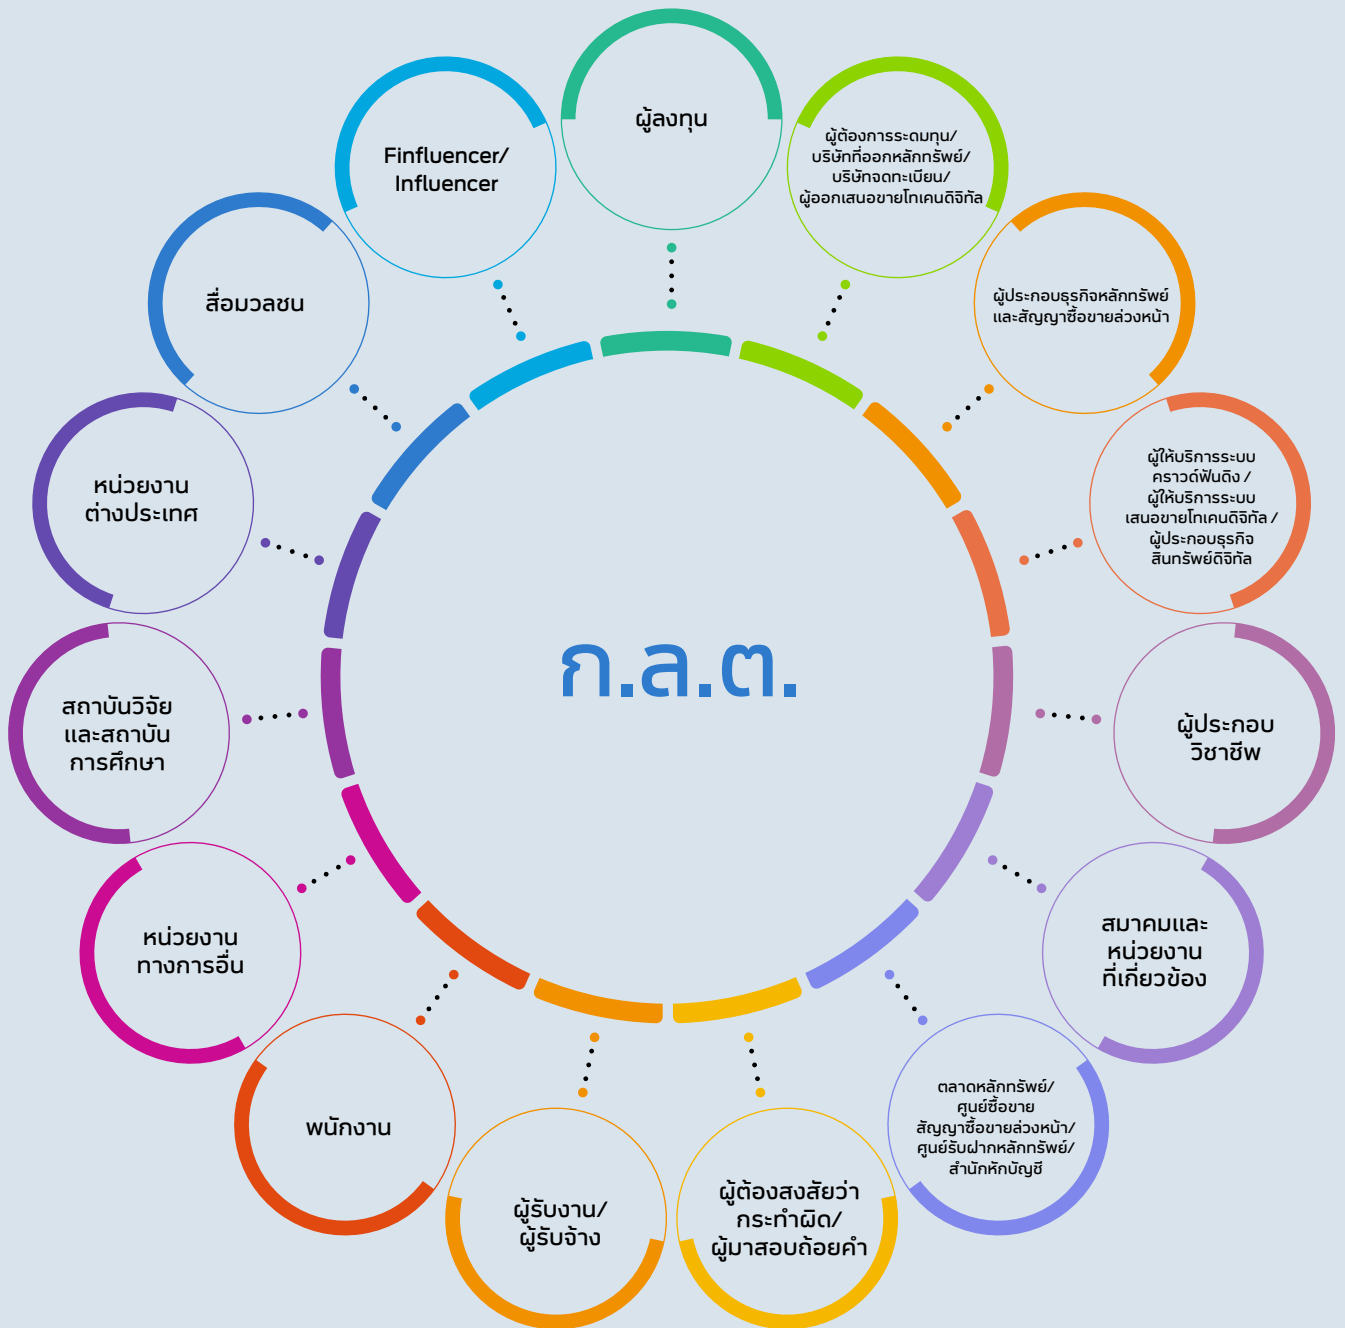 ผู้ลงทุน
ผู้ต้องการระดมทุน/
บริษัทที่ออกหลักทรัพย์/
บริษัทจดทะเบียน/
ผู้ออกเสนอขายโทเคนดิจิทัล
ผู้ประกอบธุรกิจหลักทรัพย์
และสัญญาซื้อขายล่วงหน้า
ผู้ให้บริการระบบ
คราวด์ฟันดิง /
ผู้ให้บริการระบบ
เสนอขายโทเคนดิจิทัล /
ผู้ประกอบธุรกิจ
สินทรัพย์ดิจิทัล
ผู้ประกอบ
วิชาชีพ
สมาคมและ
หน่วยงาน
ที่เกี่ยวข้อง
ตลาดหลักทรัพย์/
ศูนย์ซื้อขาย
สัญญาซื้อขายล่วงหน้า/
ศูนย์รับฝากหลักทรัพย์/
สำนักหักบัญชี
ผู้ต้องสงสัยว่า
กระทำผิด/
ผู้มาสอบถ้อยคำ
ผู้รับงาน/
ผู้รับจ้าง
พนักงาน
หน่วยงาน
ทางการอื่น
สถาบันวิจัย
และสถาบัน
การศึกษา
หน่วยงาน
ต่างประเทศ
สื่อมวลชน
Finfluencer/
Influencer
ก.ล.ต.